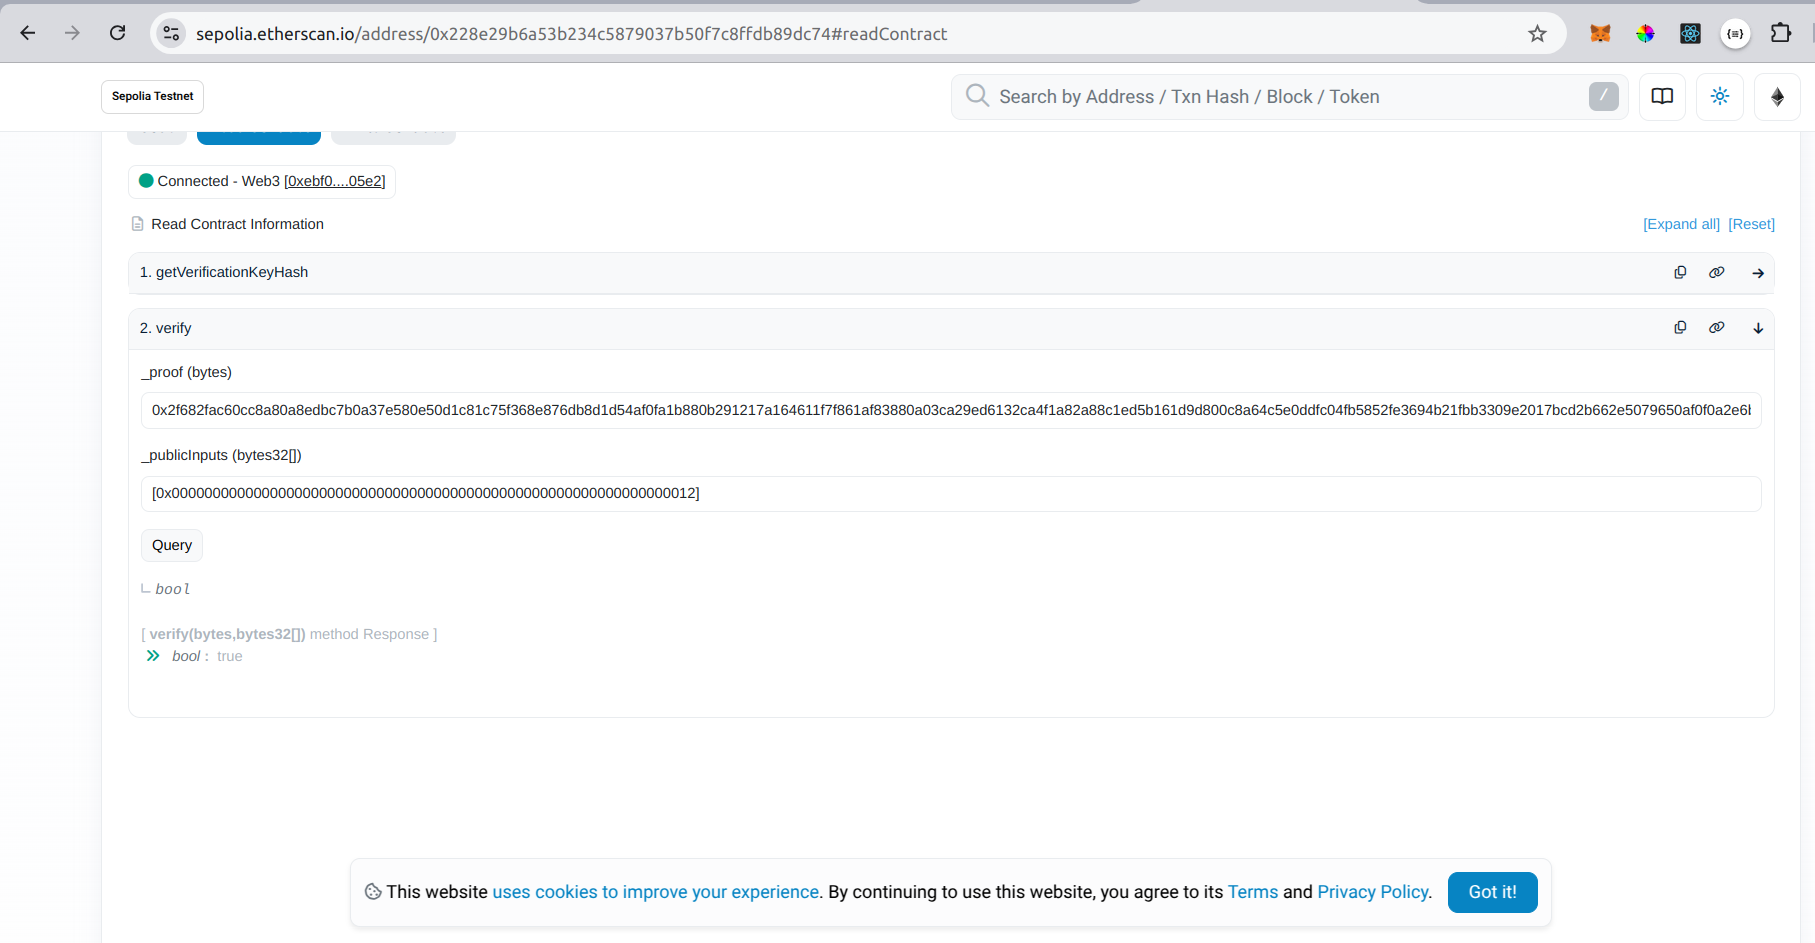 sepolia.etherscan.io/address/0x228e29b6a53b234c5879037b50f7c8ffdb89dc74#readContract
Sepolia Testnet
Search by Address / Txn Hash / Block / Token
/
Connected - Web3 [0xebf0....05e2]
Read Contract Information
[Expand all] [Reset]
1. getVerificationKeyHash
2. verify
_proof (bytes)
0x2f682fac60cc8a80a8edbc7b0a37e580e50d1c81c75f368e876db8d1d54af0fa1b880b291217a164611f7f861af83880a03ca29ed6132ca4f1a82a88c1ed5b161d9d800c8a64c5e0ddfc04fb5852fe3694b21fbb3309e2017bcd2b662e5079650af0f0a2e6b
_publicInputs (bytes32[])
[0x0000000000000000000000000000000000000000000000000000000000000012]
Query
bool
[ verify(bytes,bytes32[]) method Response ]
bool : true
This website uses cookies to improve your experience. By continuing to use this website, you agree to its Terms and Privacy Policy.
Got it!